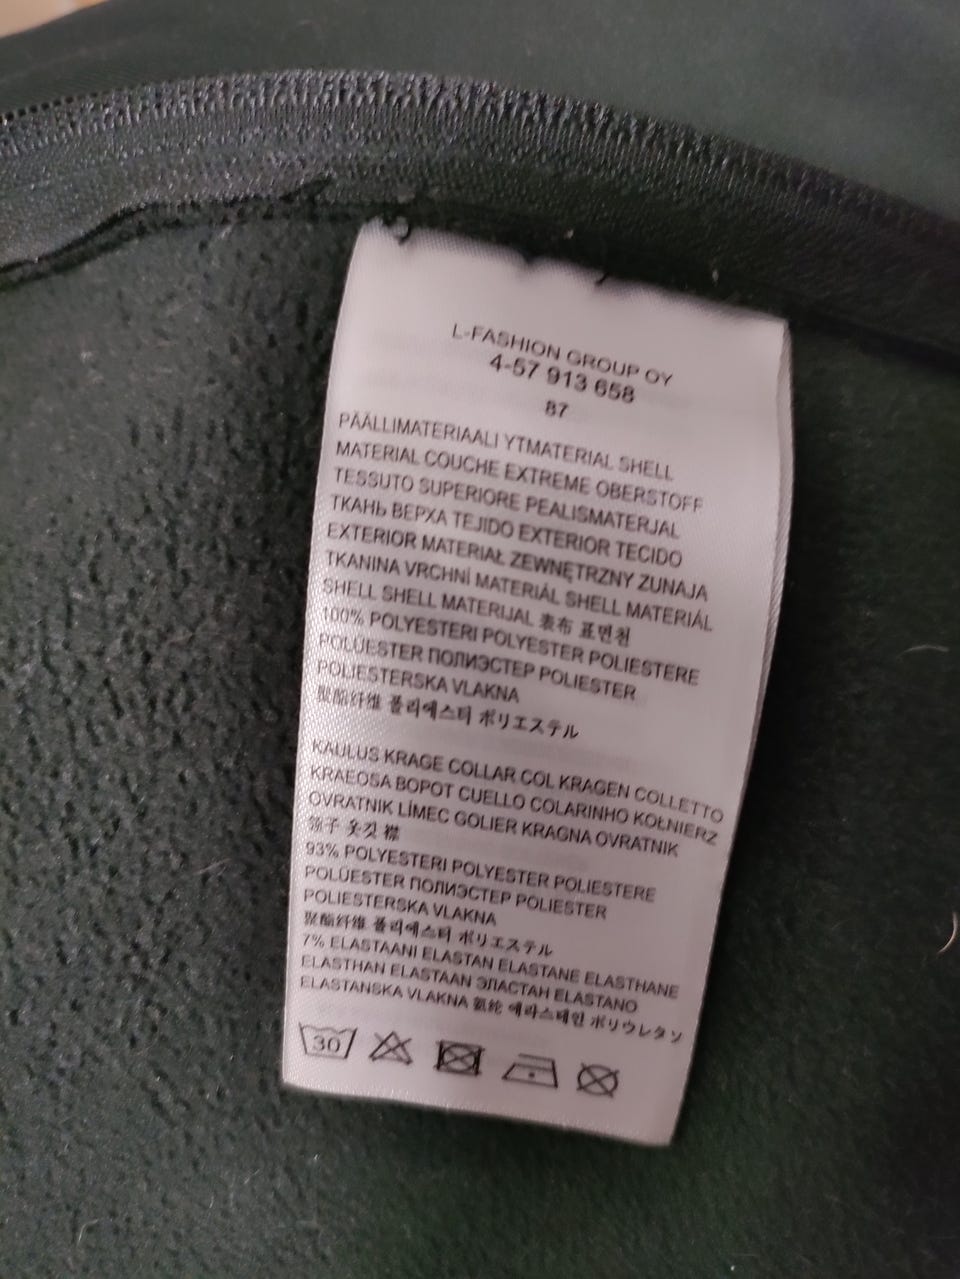 L-FASHION GROUP OY
4-57 913 658
87
PÄÄLLIMATERIAALI YTMATERIAL SHELL
MATERIAL COUCHE EXTREME OBERSTOFF
TESSUTO SUPERIORE PEALISMATERJAL
ТКАНЬ ВЕРХА TEJIDO EXTERIOR TECIDO
EXTERIOR MATERIAŁ ZEWNĘTRZNY ZUNAJA
TKANINA VRCHNÍ MATERIÁL SHELL MATERIÁL
SHELL SHELL MATERIJAL 表布 표면천
100% POLYESTERI POLYESTER POLIESTERE
POLÜESTER ПОЛИЭСТЕР POLIESTER
POLIESTERSKA VLAKNA
聚酯纤维 폴리에스터 ポリエステル
KAULUS KRAGE COLLAR COL KRAGEN COLLETTO
KRAEOSA ВОРОТ CUELLO COLARINHO KOŁNIERZ
OVRATNIK LÍMEC GOLIER KRAGNA OVRATNIK
领子 옷깃 襟
93% POLYESTERI POLYESTER POLIESTERE
POLÜESTER ПОЛИЭСТЕР POLIESTER
POLIESTERSKA VLAKNA
聚酯纤维 폴리에스터 ポリエステル
7% ELASTAANI ELASTAN ELASTANE ELASTHANE
ELASTHAN ELASTAAN ЭЛАСТАН ELASTANO
ELASTANSKA VLAKNA 氨纶 에라스테인 ポリウレタン
30